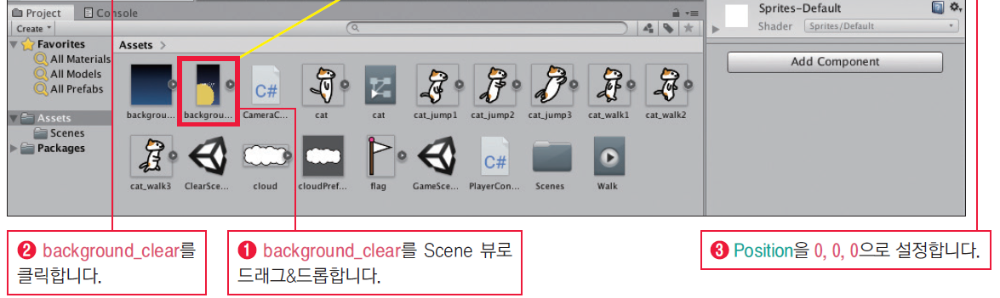 Project
Console
Create
Favorites
All Materials
All Models
All Prefabs
Assets
Scenes
Packages
Assets >
backgrou...
backgrou...
CameraC...
cat
cat
cat_jump1
cat_jump2
cat_jump3
cat_walk1
cat_walk2
C#
cat_walk3
ClearSce...
cloud
cloudPref...
flag
GameSce...
PlayerCon...
Scenes
Walk
C#
Sprites-Default
Shader
Sprites/Default
Add Component
❷ background_clear를
클릭합니다.
❶ background_clear를 Scene 뷰로
드래그&드롭합니다.
❸ Position을 0, 0, 0으로 설정합니다.